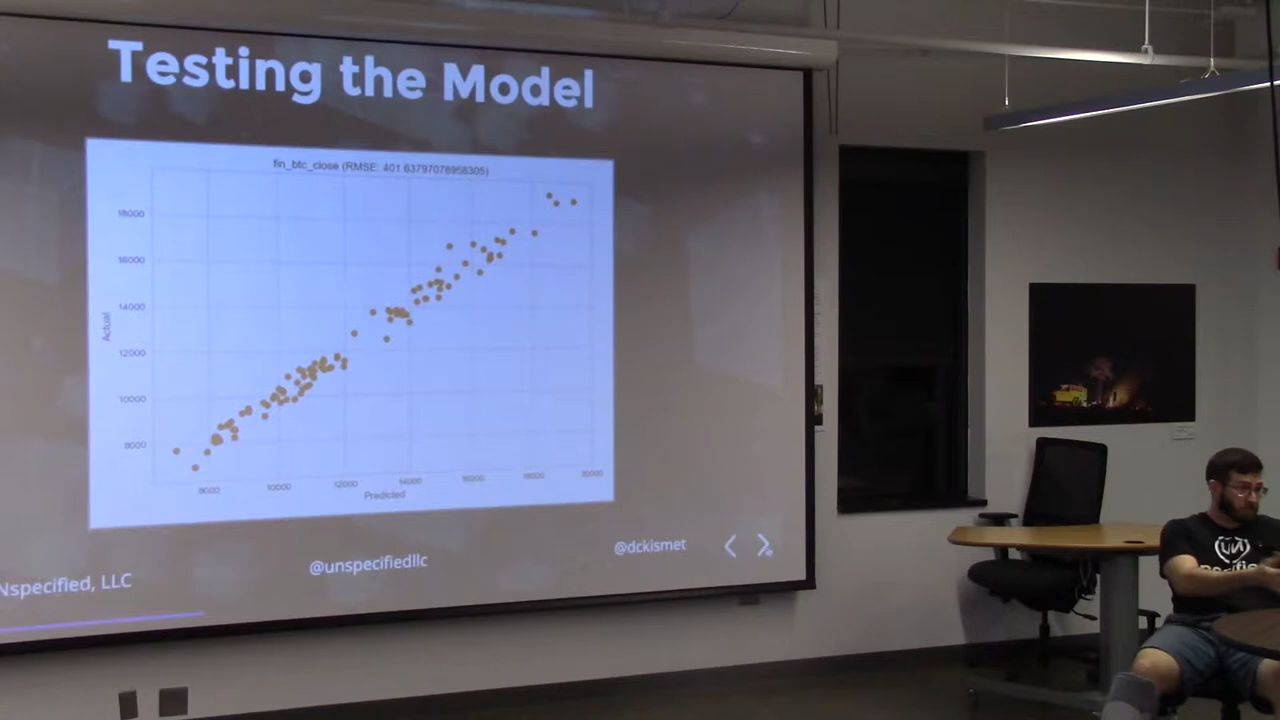 Testing the Model
fin_btc_close (RMSE: 401.63797078958305)
18000
16000
14000
12000
10000
8000
Actual
8000
10000
12000
14000
16000
18000
20000
Predicted
Nspecified, LLC
@unspecifiedllc
@dckismet
un